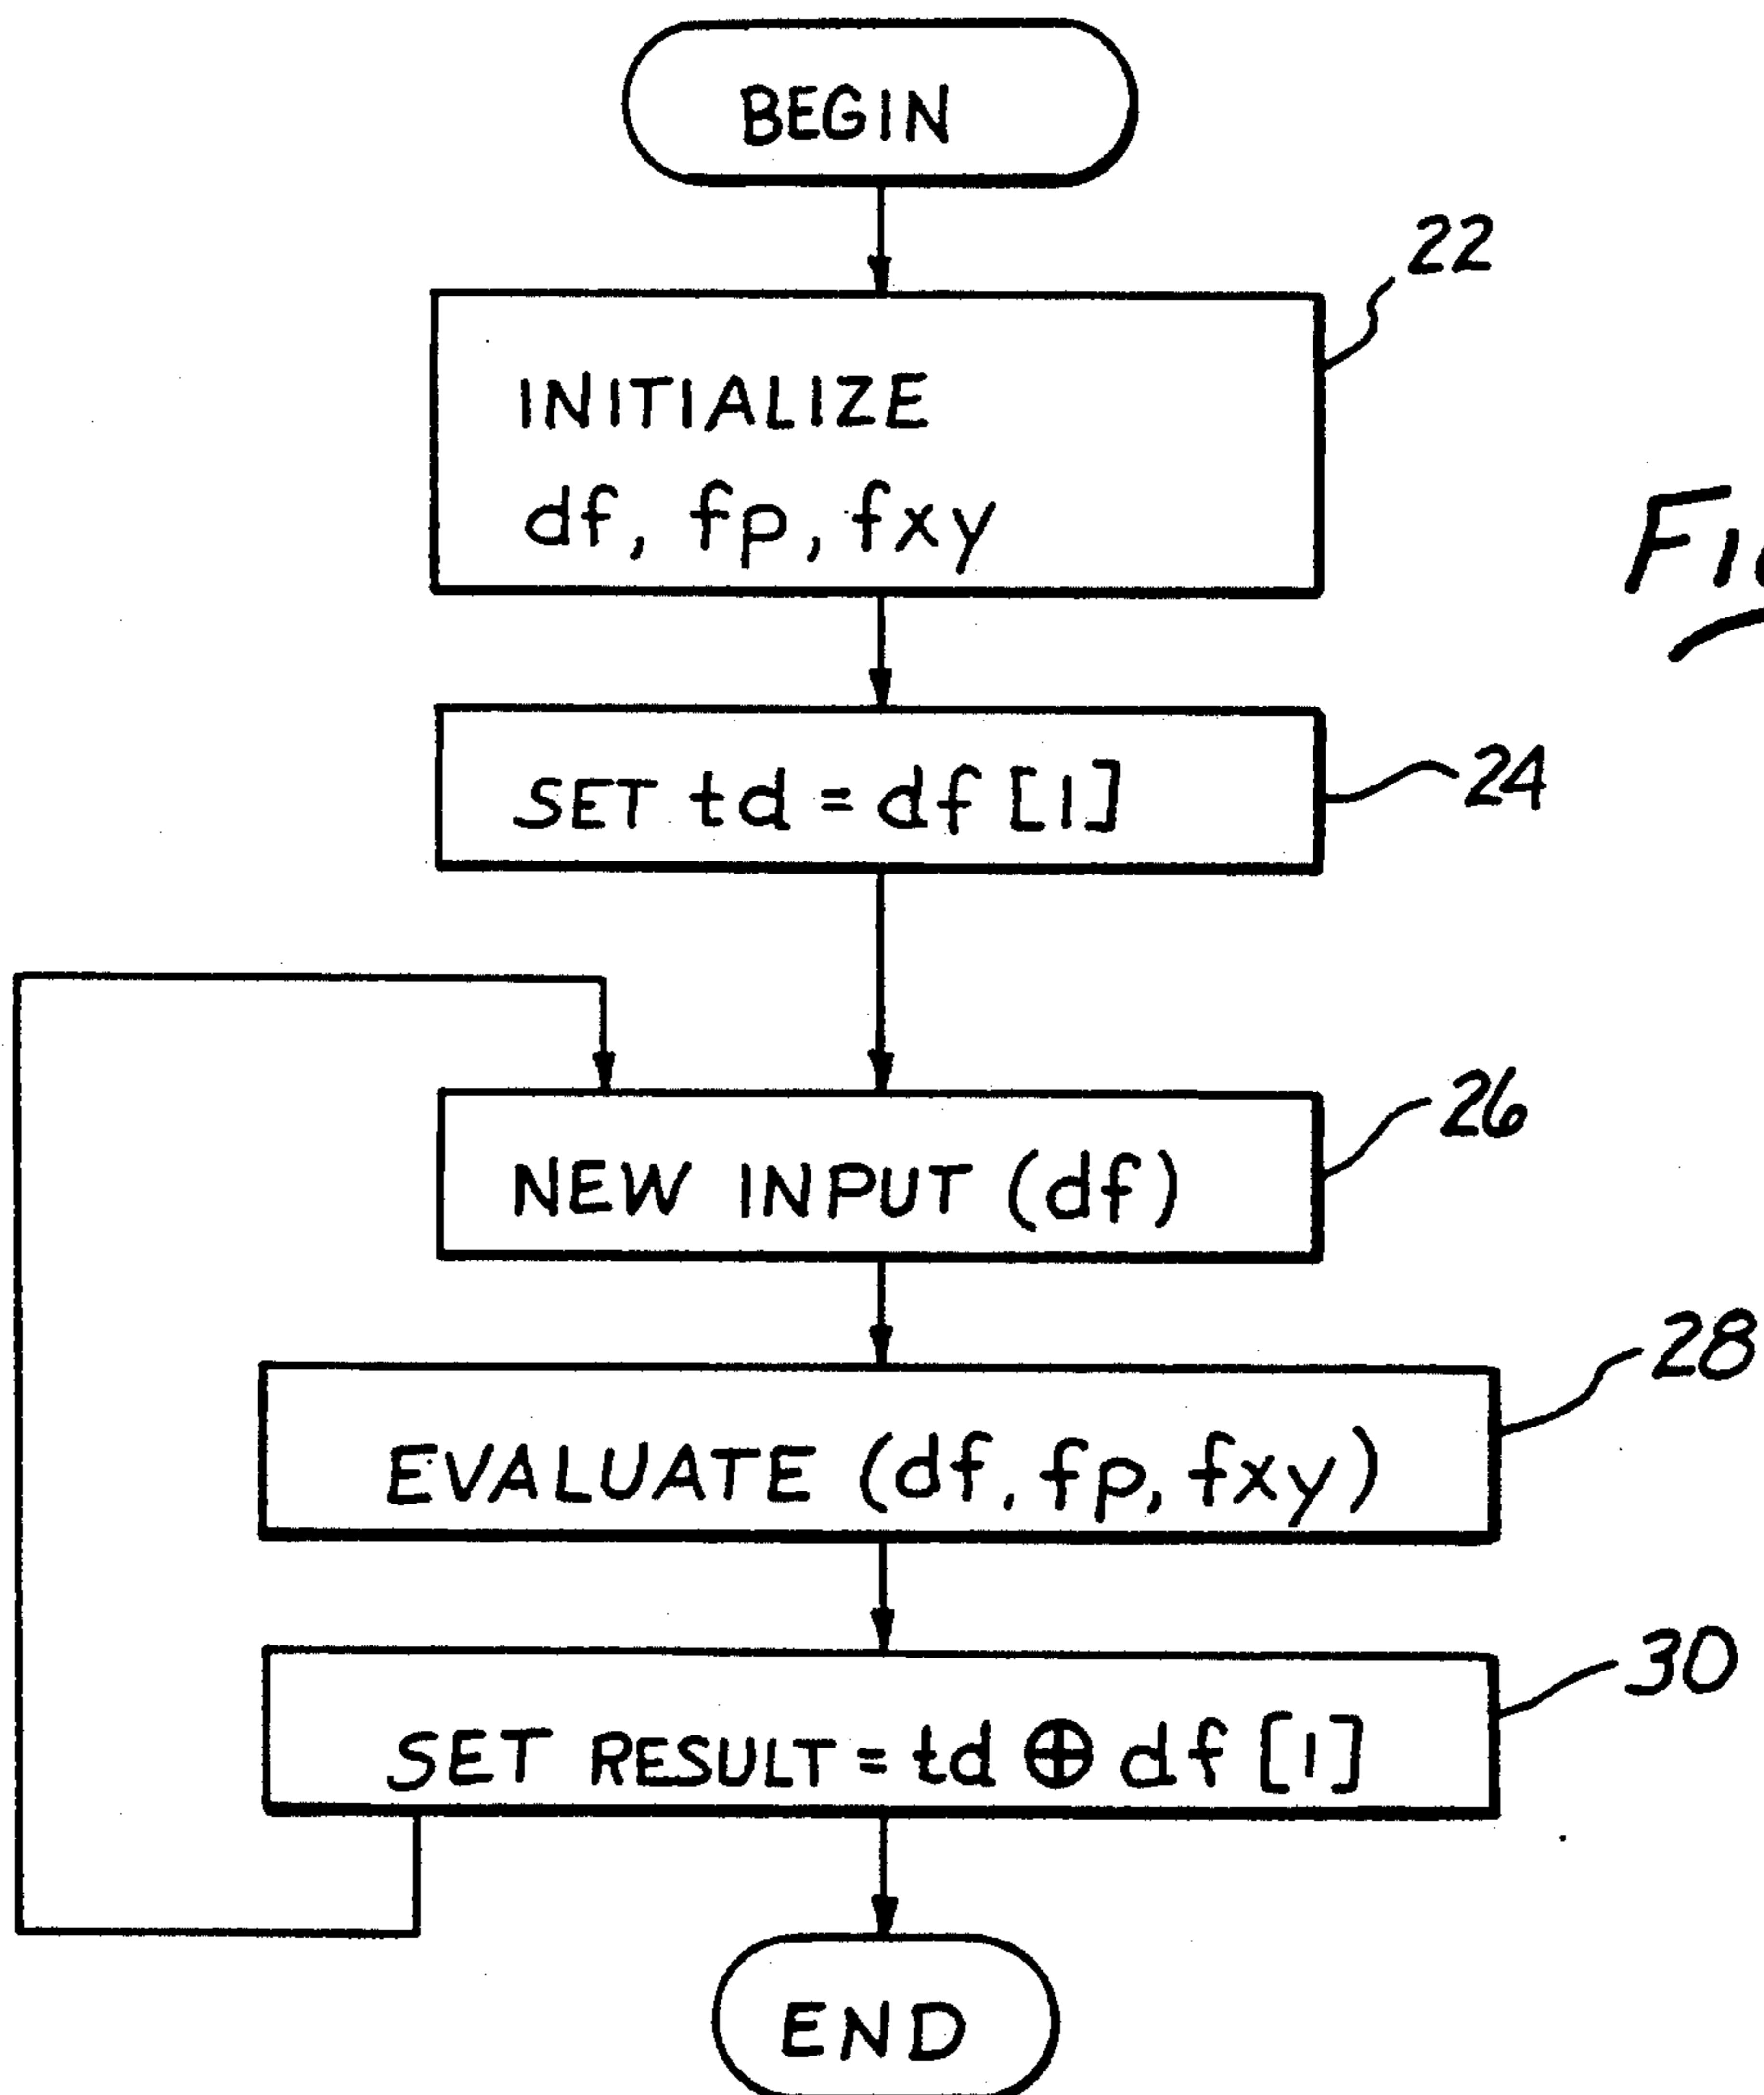 BEGIN
22
INITIALIZE
df, fp, fxy
24
SET td = df [1]
26
NEW INPUT (df)
28
EVALUATE (df, fp, fxy)
30
SET RESULT = td ⊕ df [1]
END